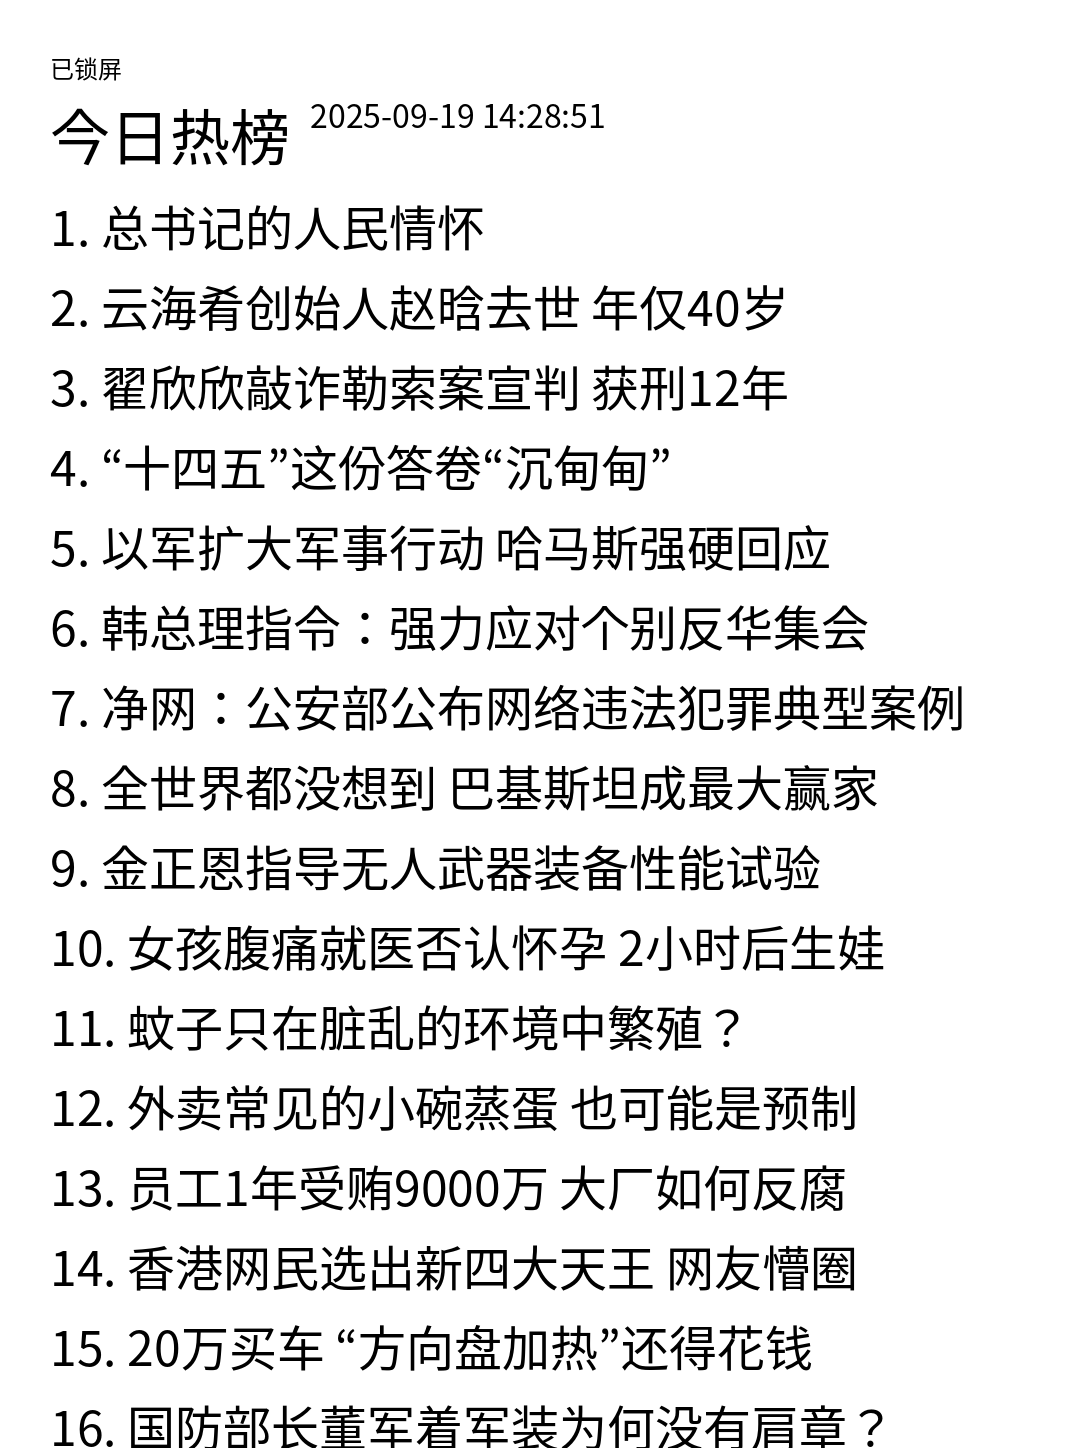 已锁屏
今日热榜 2025-09-19 14:28:51
1. 总书记的人民情怀
2. 云海肴创始人赵晗去世 年仅40岁
3. 翟欣欣敲诈勒索案宣判 获刑12年
4. “十四五”这份答卷“沉甸甸”
5. 以军扩大军事行动 哈马斯强硬回应
6. 韩总理指令：强力应对个别反华集会
7. 净网：公安部公布网络违法犯罪典型案例
8. 全世界都没想到 巴基斯坦成最大赢家
9. 金正恩指导无人武器装备性能试验
10. 女孩腹痛就医否认怀孕 2小时后生娃
11. 蚊子只在脏乱的环境中繁殖？
12. 外卖常见的小碗蒸蛋 也可能是预制
13. 员工1年受贿9000万 大厂如何反腐
14. 香港网民选出新四大天王 网友懵圈
15. 20万买车 “方向盘加热”还得花钱
16. 国防部长董军着军装为何没有肩章？